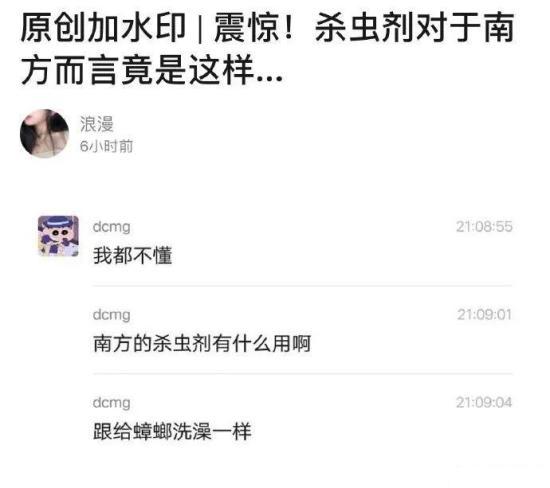 原创加水印 | 震惊！杀虫剂对于南
方而言竟是这样...
浪漫
6小时前
dcmg 21:08:55
我都不懂
dcmg 21:09:01
南方的杀虫剂有什么用啊
dcmg 21:09:04
跟给蟑螂洗澡一样